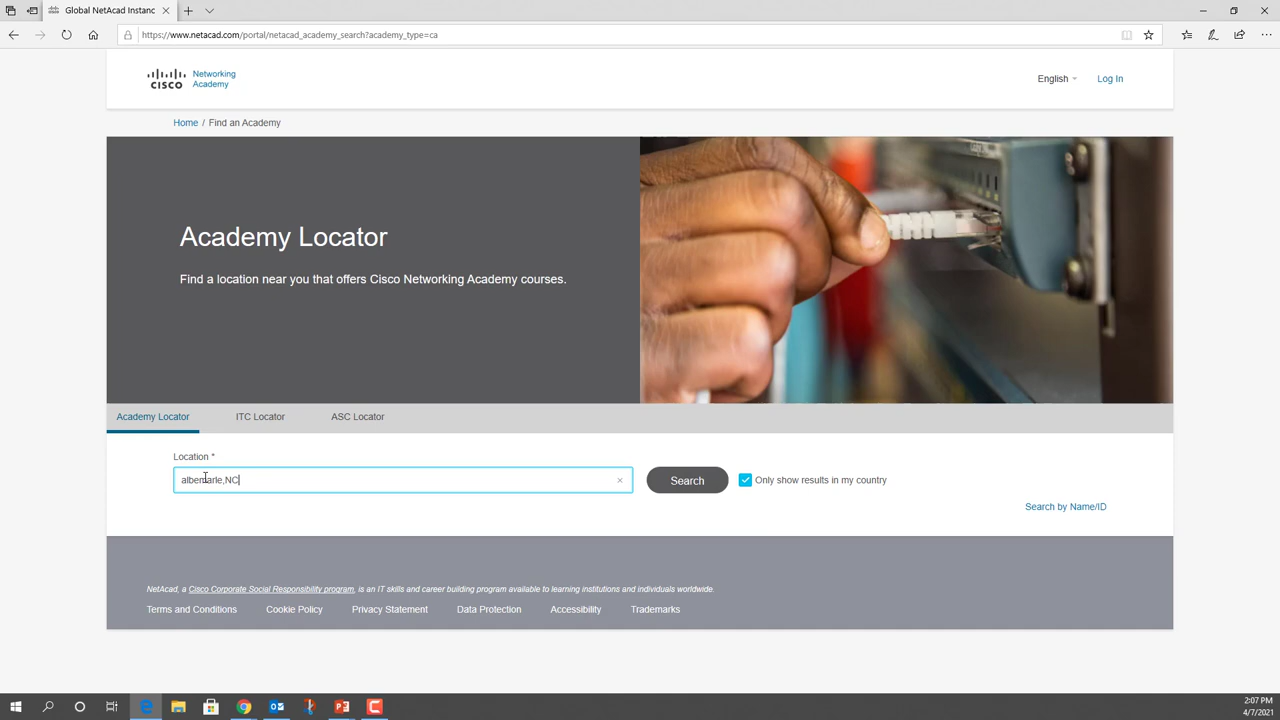 Global NetAcad Instanc
https://www.netacad.com/portal/netacad_academy_search?academy_type=ca
CISCO
Networking
Academy
English
Log In
Home / Find an Academy
Academy Locator
Find a location near you that offers Cisco Networking Academy courses.
Academy Locator
ITC Locator
ASC Locator
Location *
albemarle,NC
Search
Only show results in my country
Search by Name/ID
NetAcad, a Cisco Corporate Social Responsibility program, is an IT skills and career building program available to learning institutions and individuals worldwide.
Terms and Conditions
Cookie Policy
Privacy Statement
Data Protection
Accessibility
Trademarks
2:07 PM
4/7/2021